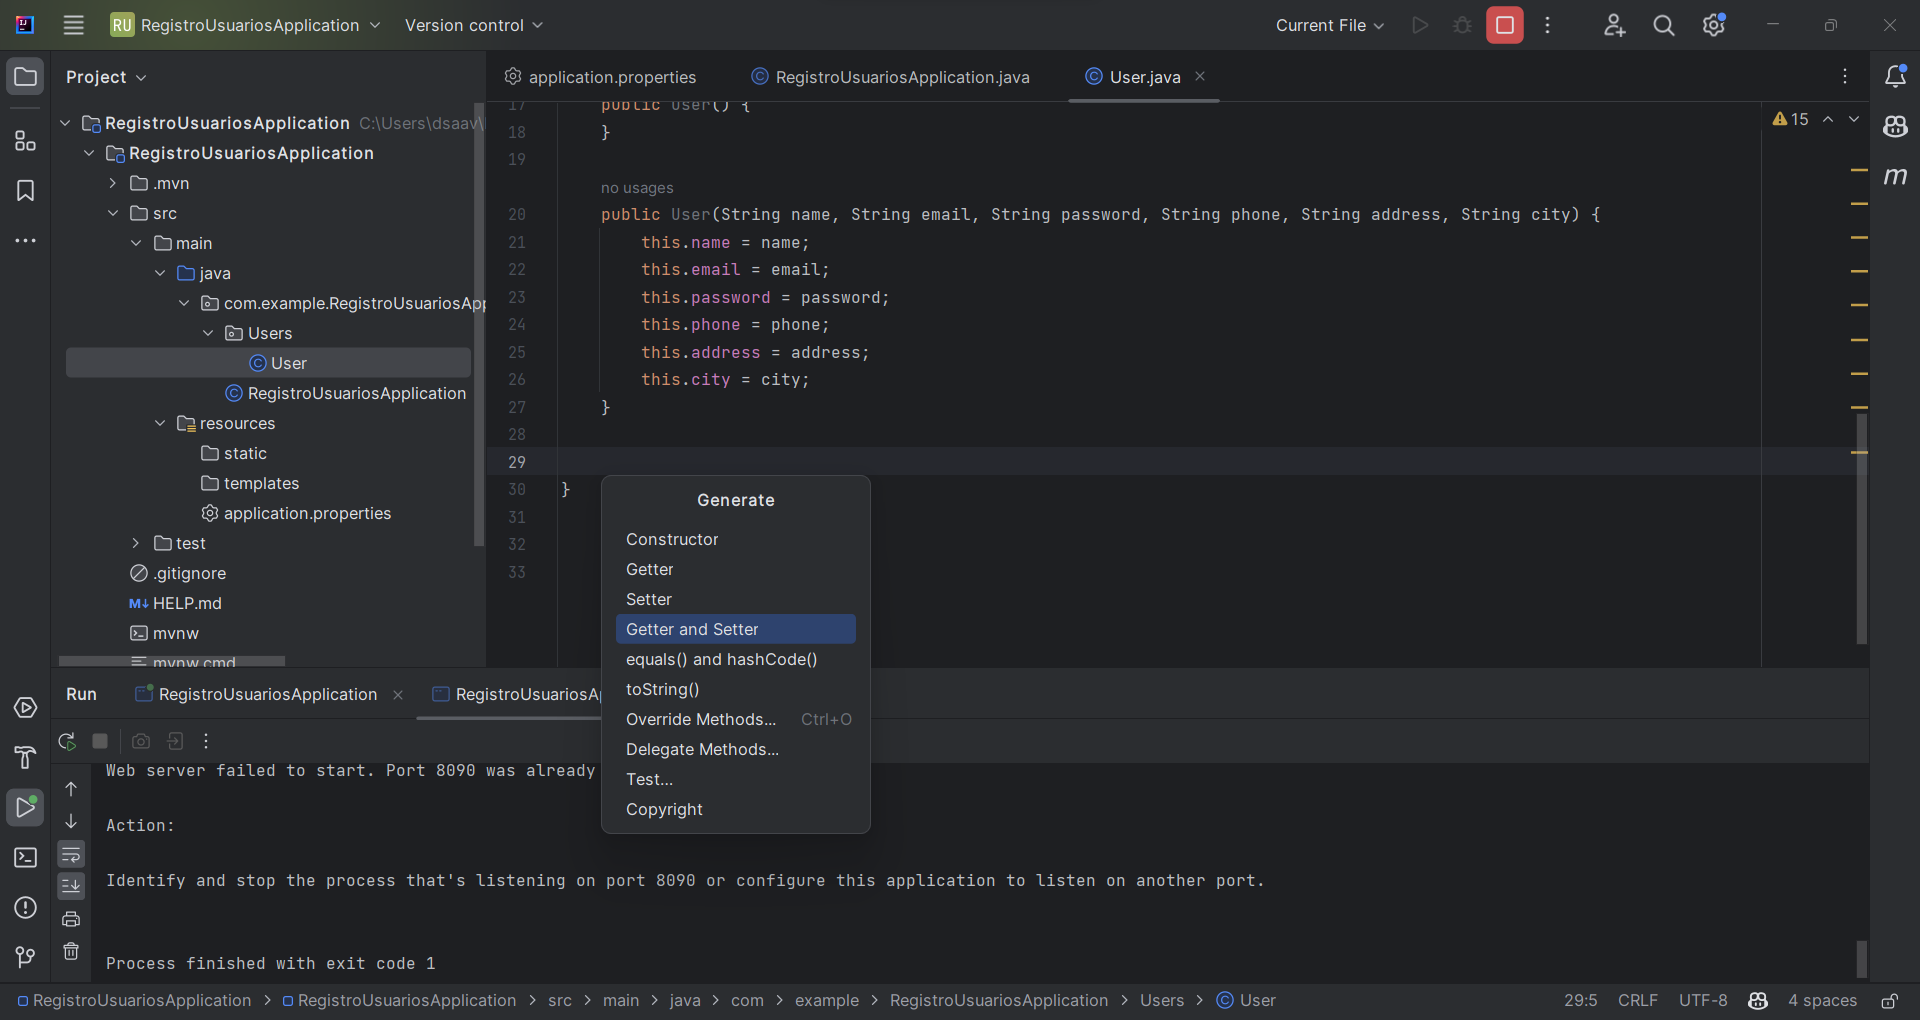 RU RegistroUsuariosApplication Version control Current File
Project
application.properties RegistroUsuariosApplication.java User.java
RegistroUsuariosApplication C:\Users\dsaav\
RegistroUsuariosApplication
.mvn
src
main
java
com.example.RegistroUsuariosApp
Users
User
RegistroUsuariosApplication
resources
static
templates
application.properties
test
.gitignore
M↓ HELP.md
mvnw
mvnw.cmd
15
m
17 public User() {
18 }
19
no usages
20 public User(String name, String email, String password, String phone, String address, String city) {
21 this.name = name;
22 this.email = email;
23 this.password = password;
24 this.phone = phone;
25 this.address = address;
26 this.city = city;
27 }
28
29
30 }
31
32
33
Generate
Constructor
Getter
Setter
Getter and Setter
equals() and hashCode()
toString()
Override Methods... Ctrl+O
Delegate Methods...
Test...
Copyright
Run RegistroUsuariosApplication RegistroUsuariosA
Web server failed to start. Port 8090 was already
Action:
Identify and stop the process that's listening on port 8090 or configure this application to listen on another port.
Process finished with exit code 1
RegistroUsuariosApplication > RegistroUsuariosApplication > src > main > java > com > example > RegistroUsuariosApplication > Users > User 29:5 CRLF UTF-8 4 spaces